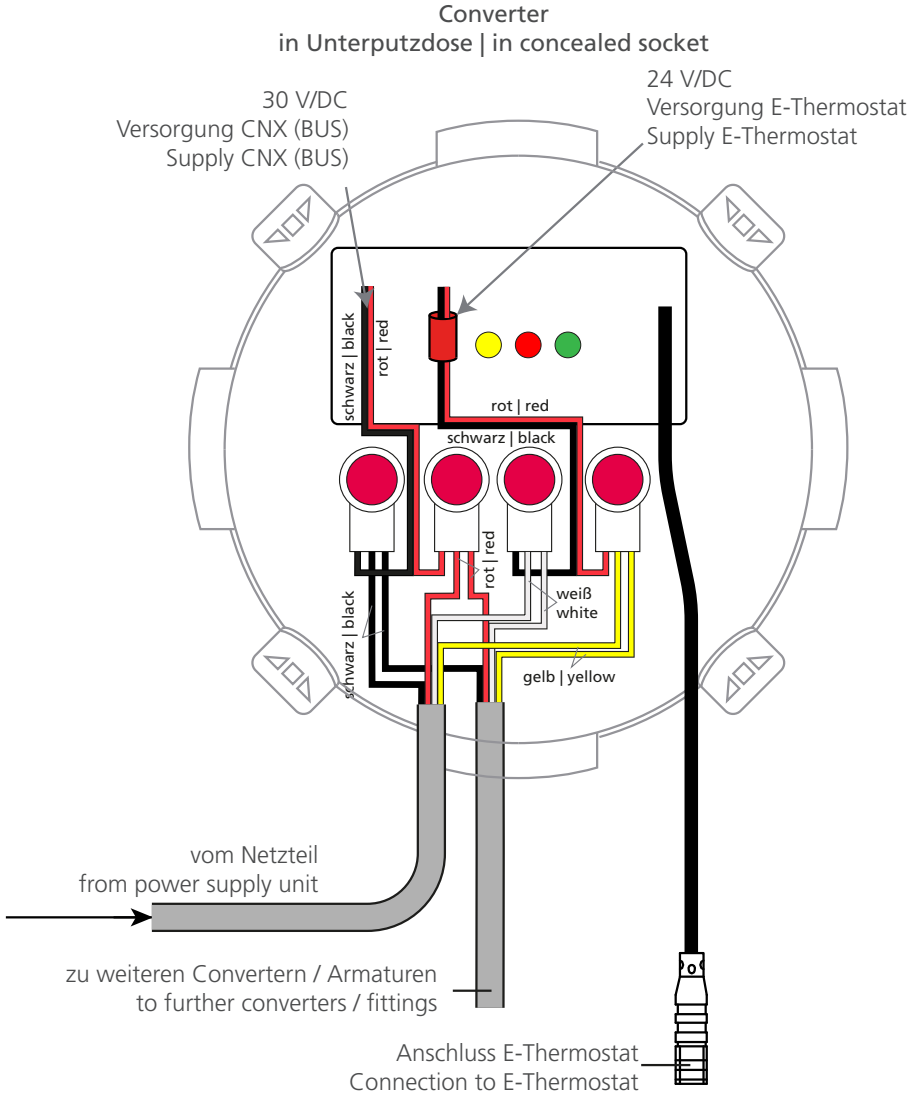 Converter
in Unterputzdose | in concealed socket
30 V/DC
Versorgung CNX (BUS)
Supply CNX (BUS)
24 V/DC
Versorgung E-Thermostat
Supply E-Thermostat
schwarz | black
rot | red
rot | red
schwarz | black
rot | red
weiß
white
schwarz | black
gelb | yellow
vom Netzteil
from power supply unit
zu weiteren Convertern / Armaturen
to further converters / fittings
Anschluss E-Thermostat
Connection to E-Thermostat